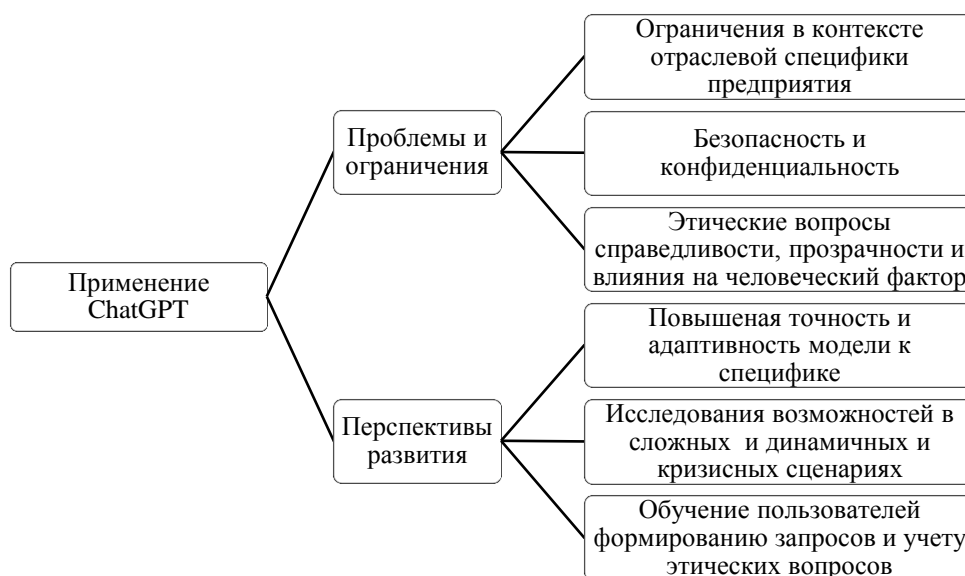 Применение
ChatGPT
Проблемы и
ограничения
Ограничения в контексте
отраслевой специфики
предприятия
Безопасность и
конфиденциальность
Этические вопросы
справедливости, прозрачности и
влияния на человеческий фактор
Перспективы
развития
Повышеная точность и
адаптивность модели к
специфике
Исследования возможностей в
сложных  и динамичных и
кризисных сценариях
Обучение пользователей
формированию запросов и учету
этических вопросов